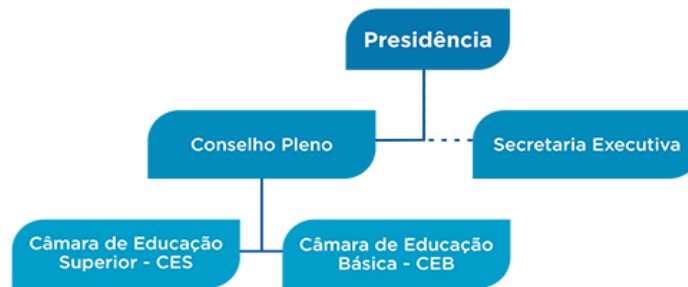 Presidência
Conselho Pleno
Secretaria Executiva
Câmara de Educação
Superior - CES
Câmara de Educação
Básica - CEB